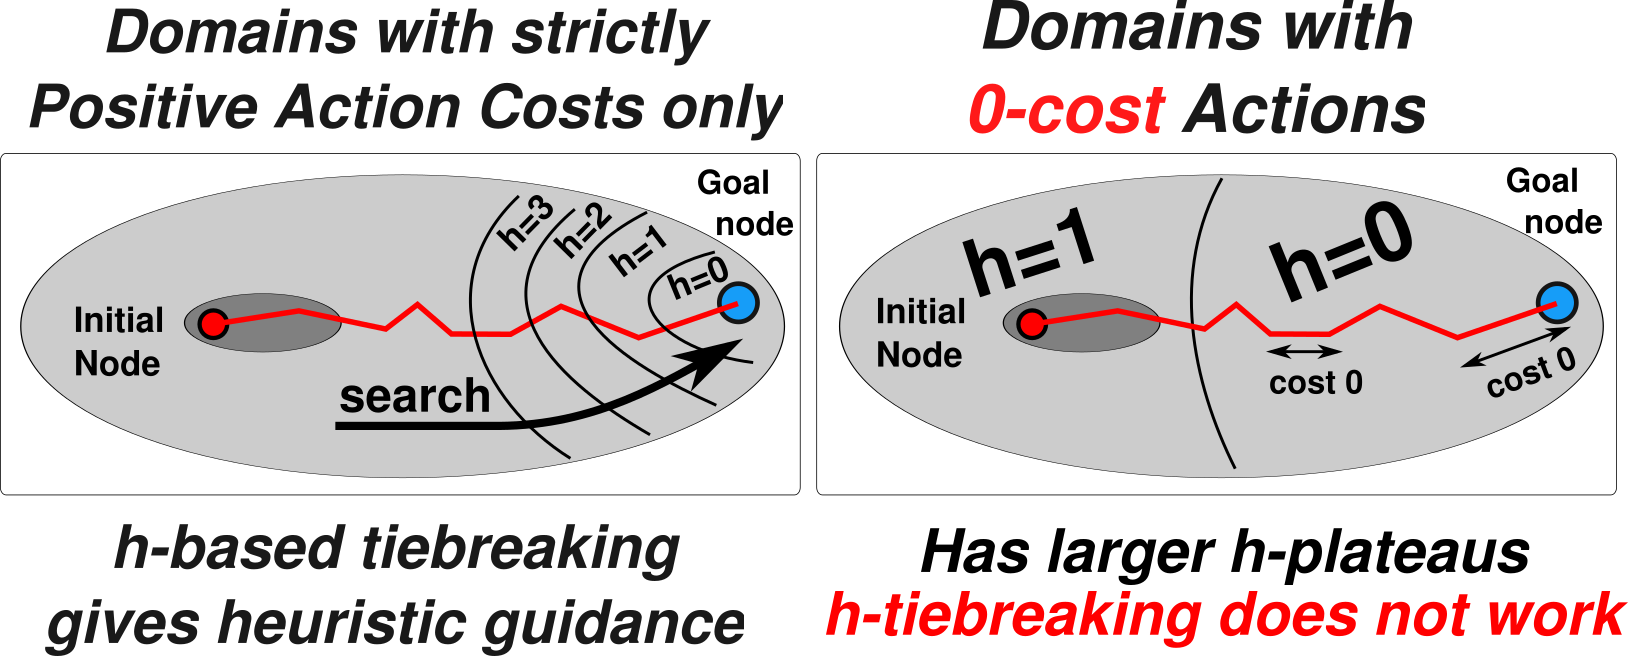 Domains with strictly
Positive Action Costs only
Goal
node
h=3
h=2
h=1
h=0
Initial
Node
search
h-based tiebreaking
gives heuristic guidance
Domains with
0-cost Actions
Goal
node
h=1
h=0
Initial
Node
cost 0
cost 0
Has larger h-plateaus
h-tiebreaking does not work